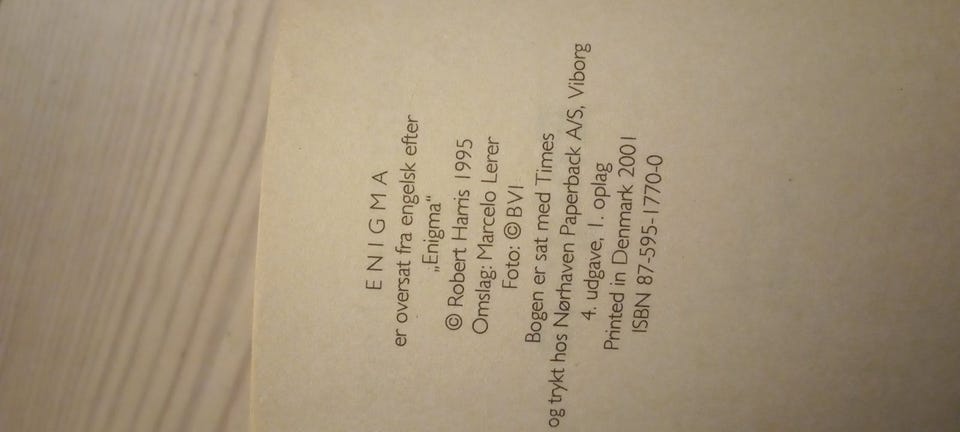 ENIGMA
er oversat fra engelsk efter
„Enigma“
© Robert Harris 1995
Omslag: Marcelo Lerer
Foto: © BVI
Bogen er sat med Times
og trykt hos Nørhaven Paperback A/S, Viborg
4. udgave, 1. oplag
Printed in Denmark 2001
ISBN 87-595-1770-0